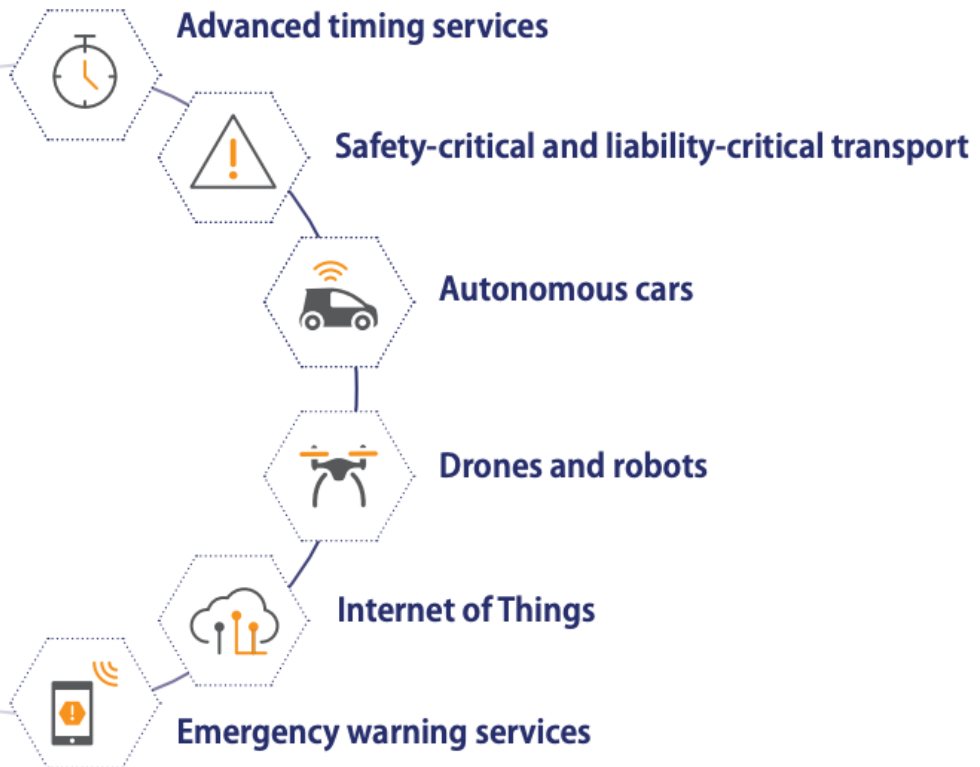 Advanced timing services
Safety-critical and liability-critical transport
Autonomous cars
Drones and robots
Internet of Things
Emergency warning services